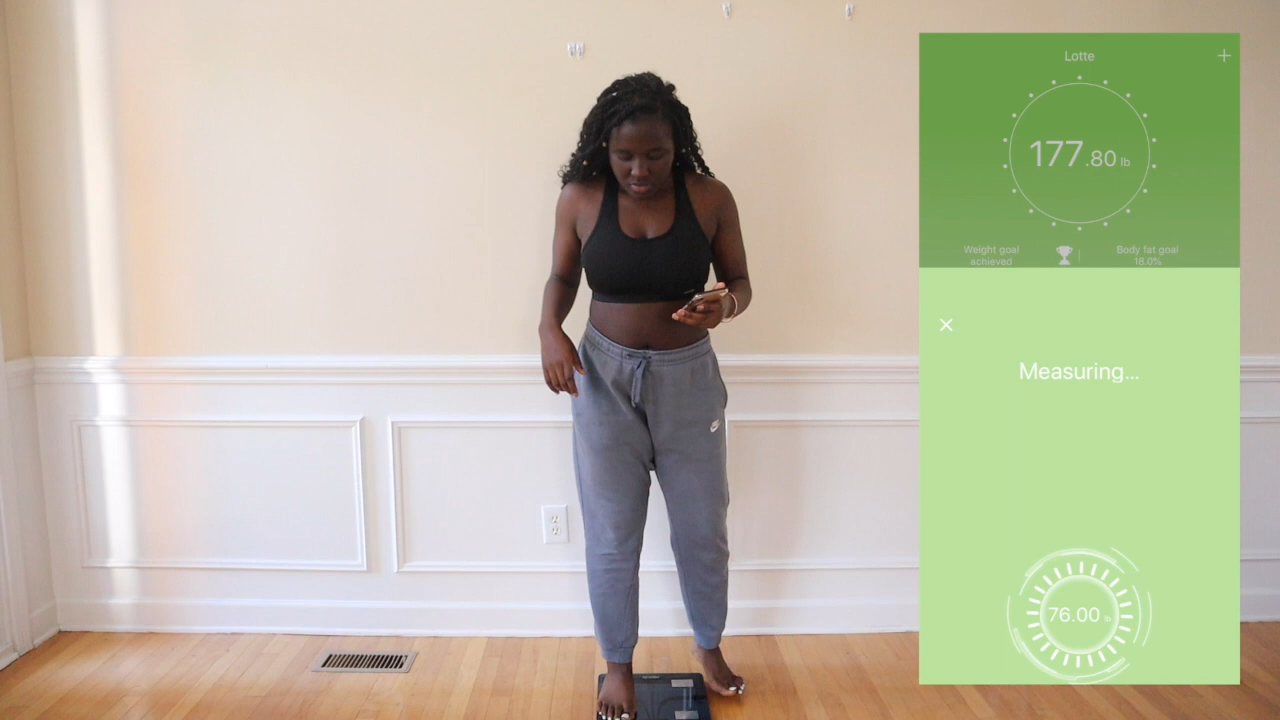 Lotte
177.80 lb
Weight goal achieved
Body fat goal 18.0%
Measuring...
76.00 lb